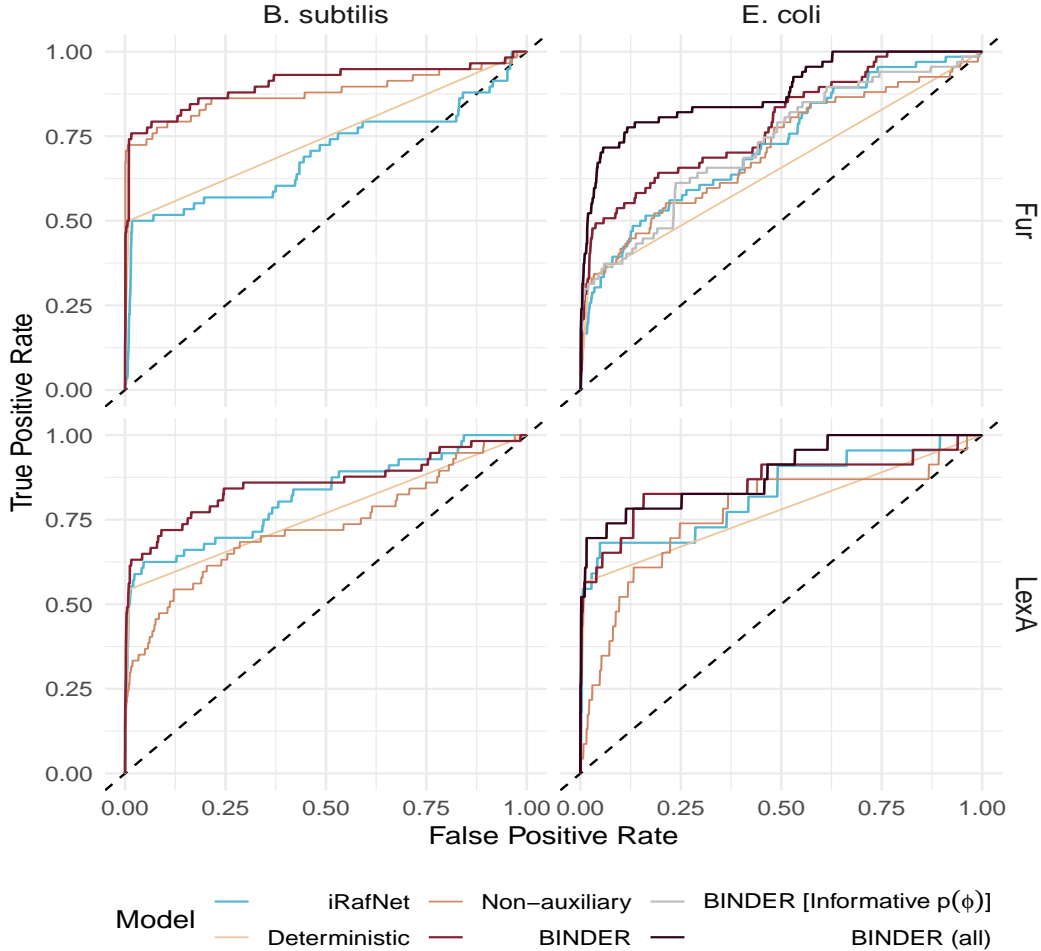 B. subtilis E. coli
1.00
0.75
0.50
0.25
0.00
Fur
True Positive Rate
1.00
0.75
0.50
0.25
0.00
LexA
0.00 0.25 0.50 0.75 1.00 0.00 0.25 0.50 0.75 1.00
False Positive Rate
Model
iRafNet Non−auxiliary BINDER [Informative p(ϕ)]
Deterministic BINDER BINDER (all)